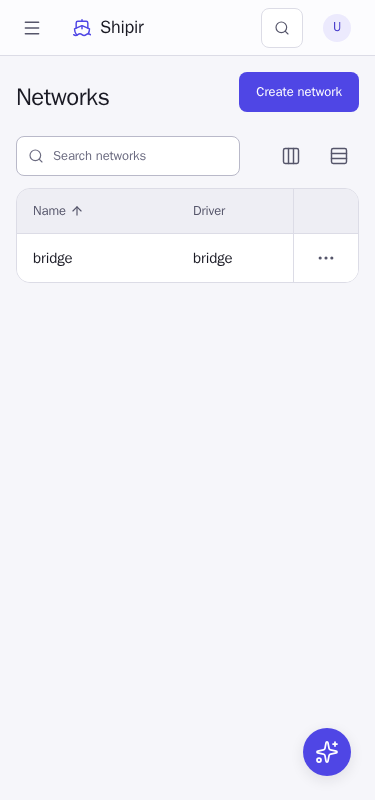 Shipir
U
Networks
Create network
Search networks
Name
Driver
bridge
bridge